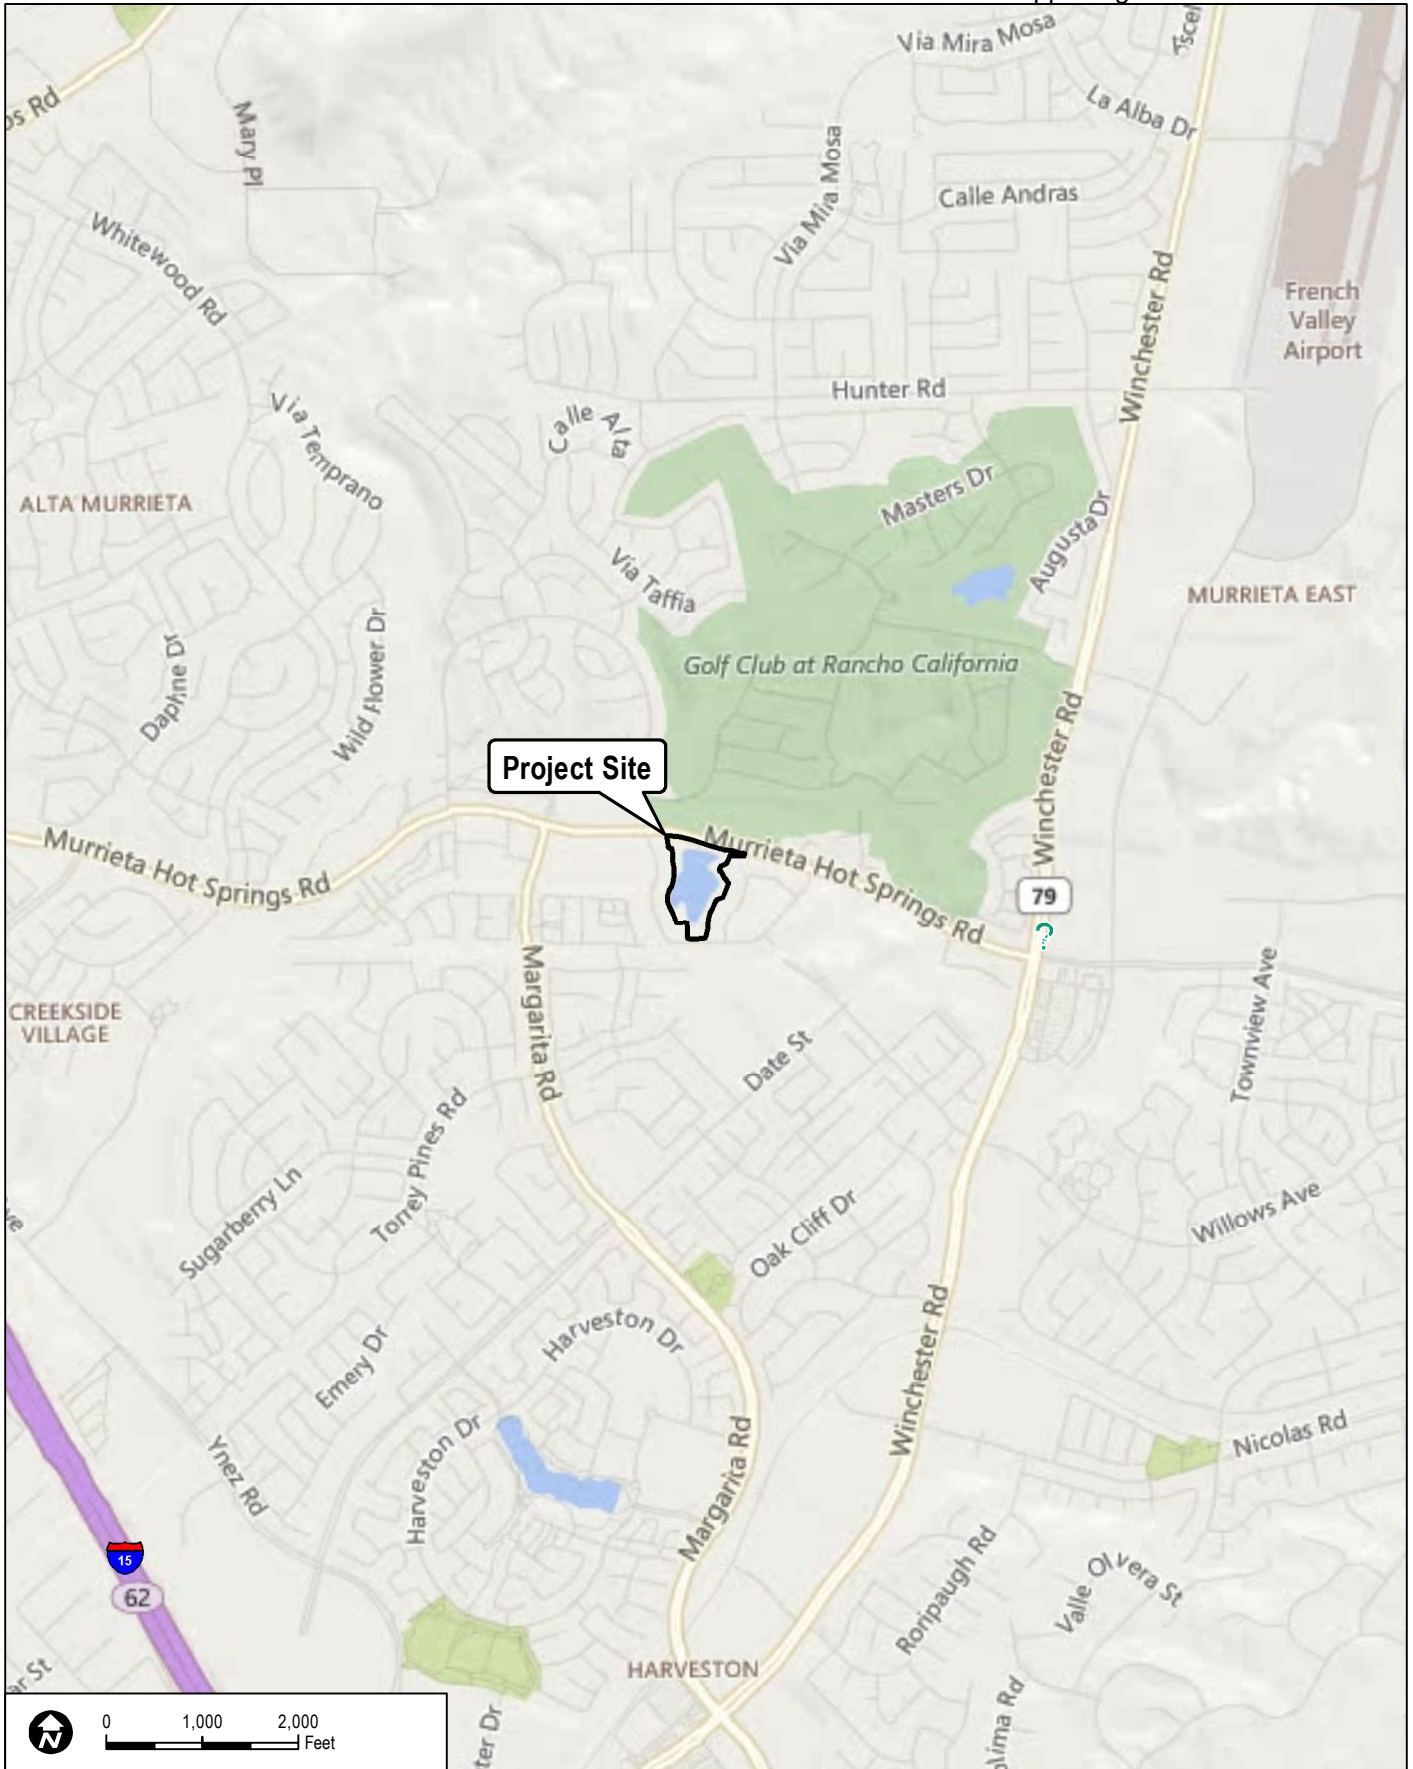 Via Mira Mosa
La Alba Dr
Mary Pl
Via Mira Mosa
Calle Andras
Whitewood Rd
Winchester Rd
French
Valley
Airport
Hunter Rd
Via Temprano
Calle Alta
Masters Dr
ALTA MURRIETA
Augusta Dr
Via Taffia
MURRIETA EAST
Daphne Dr
Wild flower Dr
Golf Club at Rancho California
Winchester Rd
Project Site
Murrieta Hot Springs Rd
Murrieta Hot Springs Rd
79
?
Margarita Rd
Townview Ave
CREEKSIDE
VILLAGE
Date St
Torrey Pines Rd
Sugarberry Ln
Oak Cliff Dr
Willows Ave
Harveston Dr
Emery Dr
Winchester Rd
Harveston Dr
Margarita Rd
Nicolas Rd
Ynez Rd
15
62
Roripaugh Rd
Valle Olvera St
HARVESTON
N
0 1,000 2,000
Feet